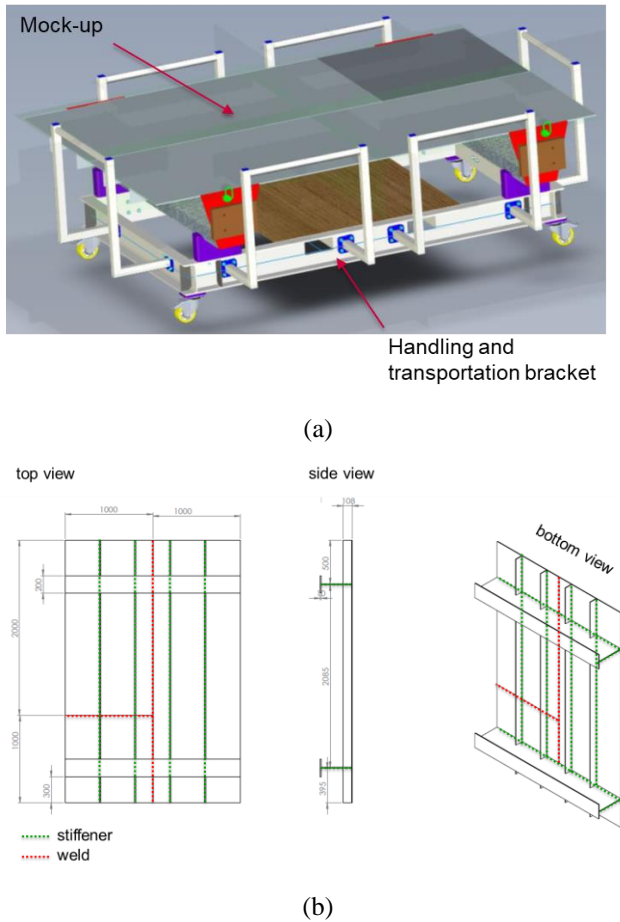 Mock-up
Handling and
transportation bracket
(a)
top view
side view
bottom view
1000
1000
108
200
500
2000
2085
1000
300
395
stiffener
weld
(b)